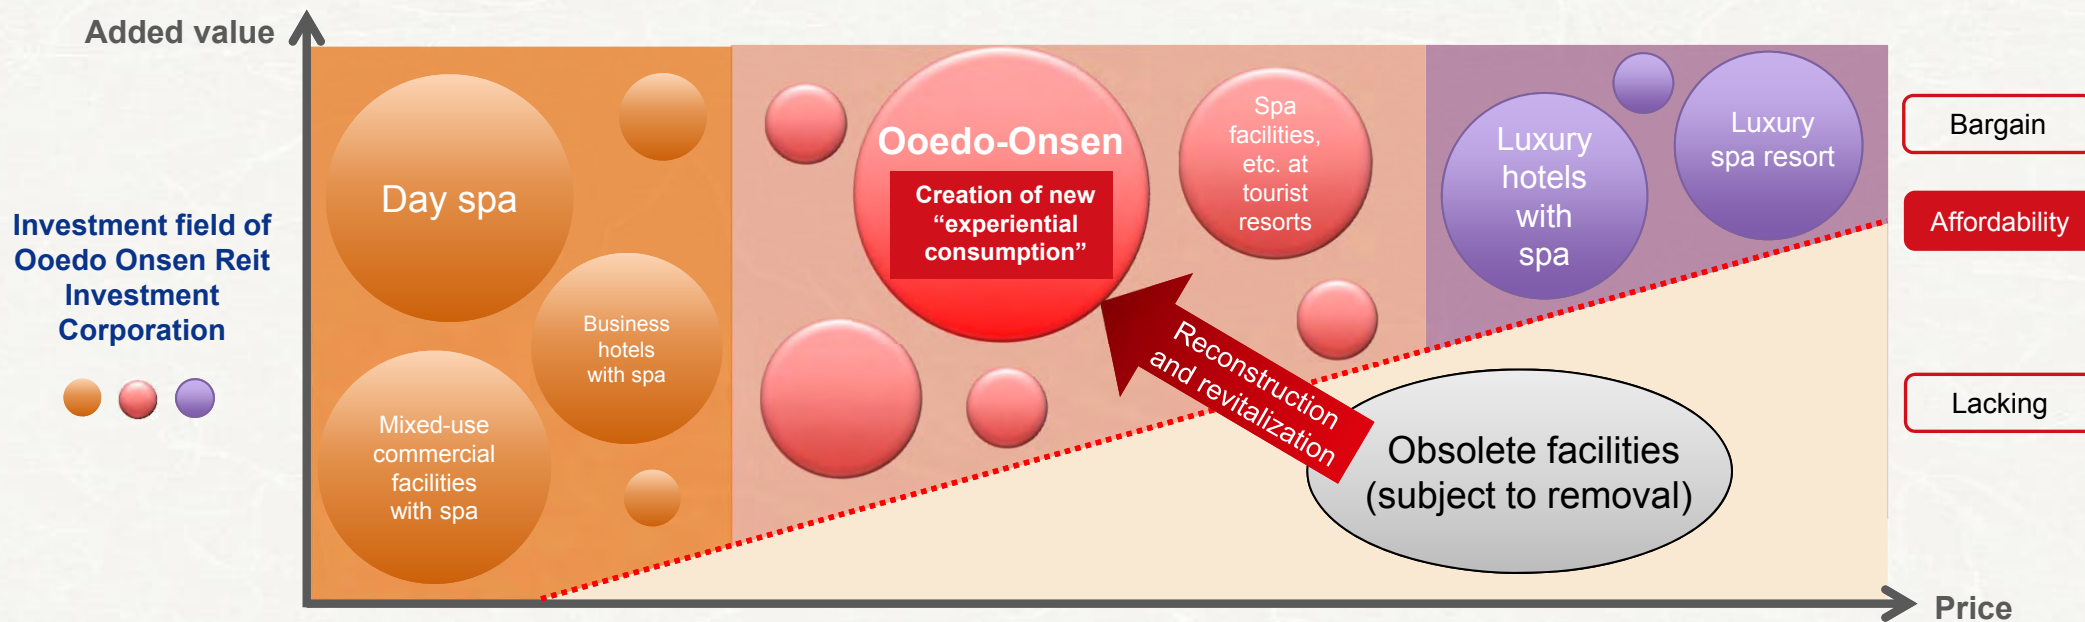 Added value
Investment field of
Ooedo Onsen Reit
Investment
Corporation
Day spa
Business
hotels
with spa
Mixed-use
commercial
facilities
with spa
Ooedo-Onsen
Creation of new
“experiential
consumption”
Spa
facilities,
etc. at
tourist
resorts
Luxury
hotels
with
spa
Luxury
spa resort
Reconstruction
and revitalization
Obsolete facilities
(subject to removal)
Bargain
Affordability
Lacking
Price